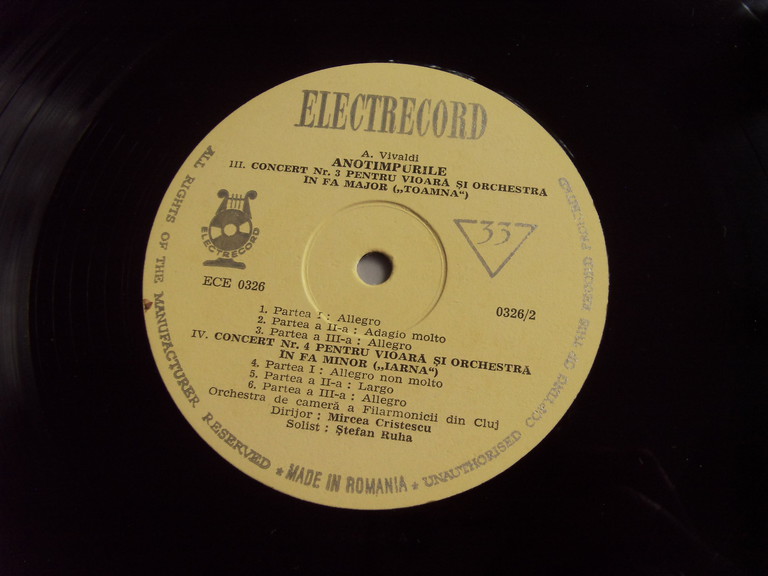 ELECTRECORD
A. Vivaldi
ANOTIMPURILE
III. CONCERT Nr. 3 PENTRU VIOARĂ ȘI ORCHESTRA
IN FA MAJOR („TOAMNA“)
ELECTRECORD
33
ECE 0326
0326/2
1. Partea I : Allegro
2. Partea a II-a : Adagio molto
3. Partea a III-a : Allegro
IV. CONCERT Nr. 4 PENTRU VIOARĂ ȘI ORCHESTRĂ
IN FA MINOR („IARNA“)
4. Partea I : Allegro non molto
5. Partea a II-a : Largo
6. Partea a III-a : Allegro
Orchestra de cameră a Filarmonicii din Cluj
Dirijor : Mircea Cristescu
Solist : Ștefan Ruha
ALL RIGHTS OF THE MANUFACTURER RESERVED ★ MADE IN ROMANIA ★ UNAUTHORISED COPYING OF THIS RECORD